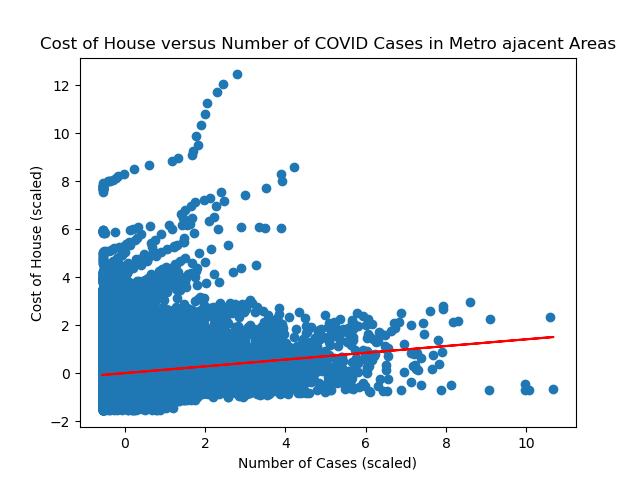 Cost of House versus Number of COVID Cases in Metro ajacent Areas
12
10
8
6
4
2
0
−2
Cost of House (scaled)
0 2 4 6 8 10
Number of Cases (scaled)